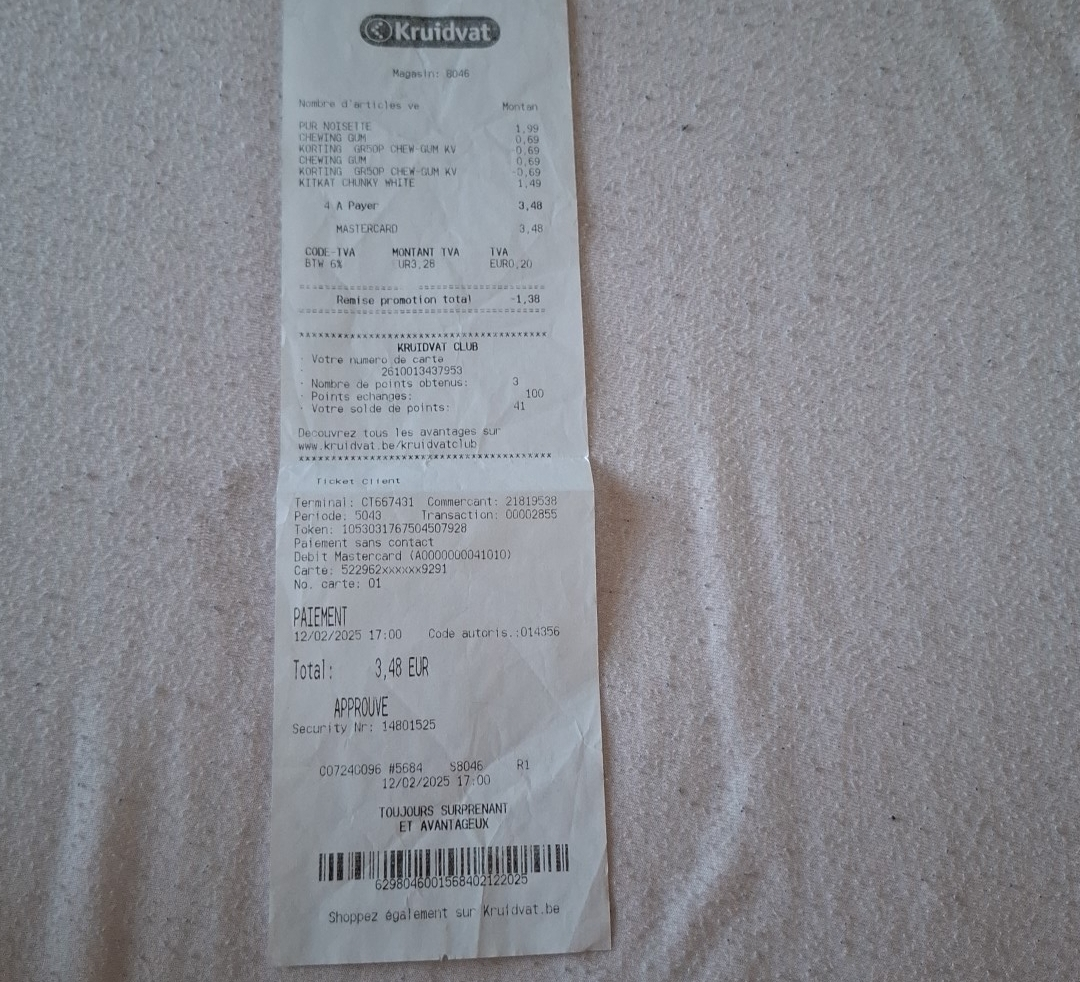 Kruidvat
Magasin: 8046
Nombre d'articles ve Montan
PUR NOISETTE 1,99
CHEWING GUM 0,69
KORTING GR50P CHEW-GUM KV -0,69
CHEWING GUM 0,69
KORTING GR50P CHEW-GUM KV -0,69
KITKAT CHUNKY WHITE 1,49
4 A Payer 3,48
MASTERCARD 3,48
CODE-TVA MONTANT TVA TVA
BTW 6% UR3,28 EUR0,20
Remise promotion total -1,38
***************************************
KRUIDVAT CLUB
· Votre numero de carte
2610013437953
· Nombre de points obtenus: 3
· Points echanges: 100
· Votre solde de points: 41
Decouvrez tous les avantages sur
www.kruidvat.be/kruidvatclub
***************************************
Ticket Client
Terminal: CT667431 Commercant: 21819538
Periode: 5043 Transaction: 00002855
Token: 1053031767504507928
Paiement sans contact
Debit Mastercard (A0000000041010)
Carte: 522962xxxxxx9291
No. carte: 01
PAIEMENT
12/02/2025 17:00 Code autoris.:014356
Total: 3,48 EUR
APPROUVE
Security Nr: 14801525
C07240096 #5684 S8046 R1
12/02/2025 17:00
TOUJOURS SURPRENANT
ET AVANTAGEUX
6298046001568402122025
Shoppez également sur Kruidvat.be